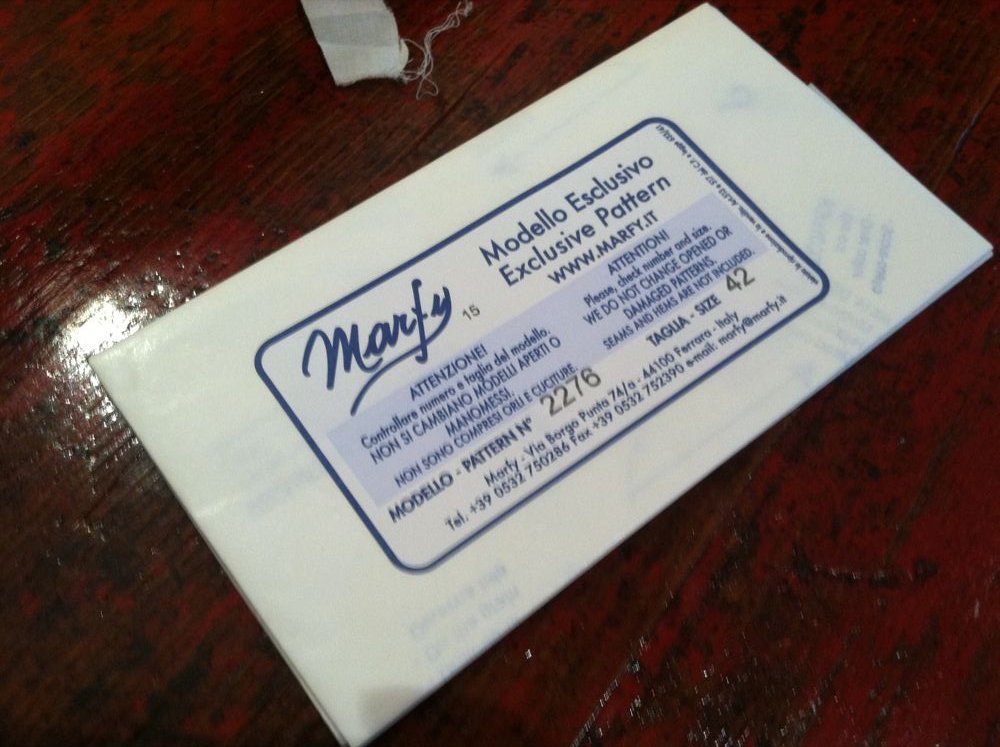 Marfy 15
Modello Esclusivo
Exclusive Pattern
www.MARFY.IT
ATTENZIONE!
Controllare numero e taglia del modello.
NON SI CAMBIANO MODELLI APERTI O
MANOMESSI.
NON SONO COMPRESI ORLI E CUCITURE.
ATTENTION!
Please, check number and size.
WE DO NOT CHANGE OPENED OR
DAMAGED PATTERNS.
SEAMS AND HEMS ARE NOT INCLUDED.
MODELLO - PATTERN N° 2276 TAGLIA - SIZE 42
Marfy - Via Borgo Punta 74/a - 44100 Ferrara - Italy
Tel. +39 0532 750286 Fax +39 0532 752390 e-mail: marfy@marfy.it